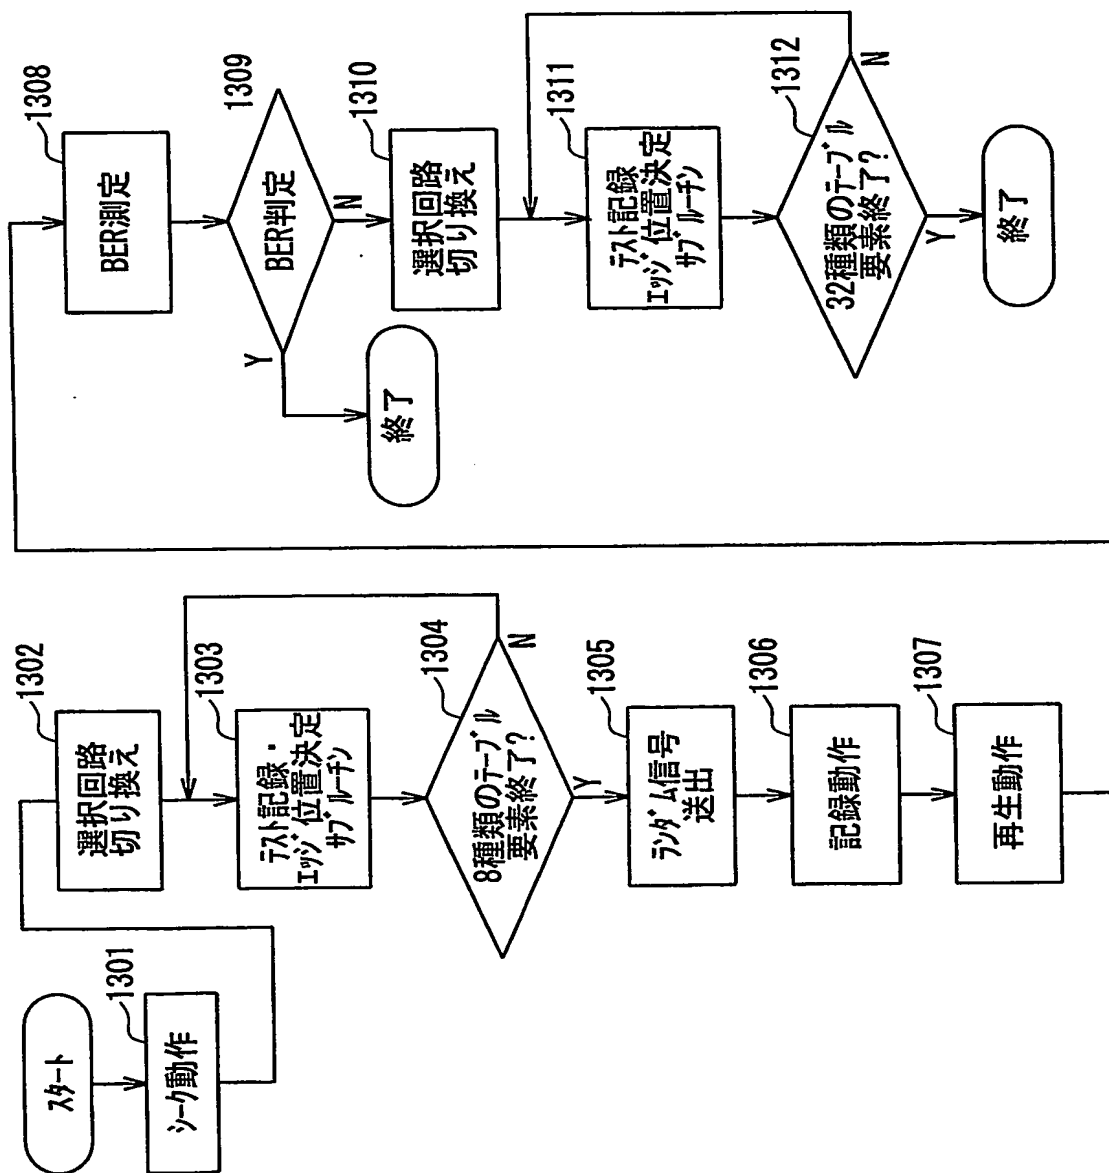 スタート
1301
シーク動作
1302
選択回路
切り換え
1303
テスト記録・
エッジ位置決定
サブルーチン
1304
8種類のテーブル
要素終了?
N
Y
1305
ランダム信号
送出
1306
記録動作
1307
再生動作
1308
BER測定
1309
BER判定
Y
N
終了
1310
選択回路
切り換え
1311
テスト記録・
エッジ位置決定
サブルーチン
1312
32種類のテーブル
要素終了?
N
Y
終了